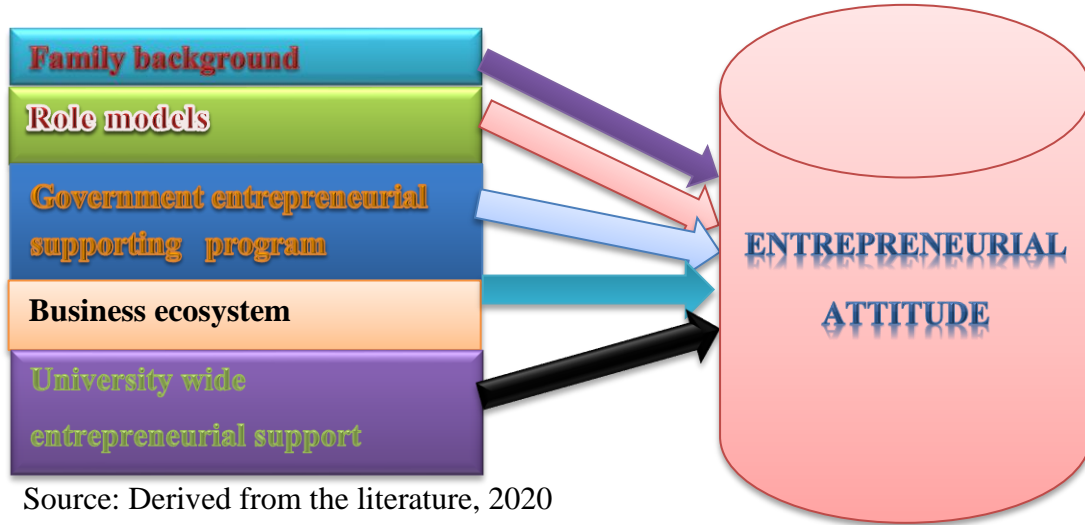 Family background
Role models
Government entrepreneurial
supporting program
Business ecosystem
University wide
entrepreneurial support
ENTREPRENEURIAL
ATTITUDE
Source: Derived from the literature, 2020